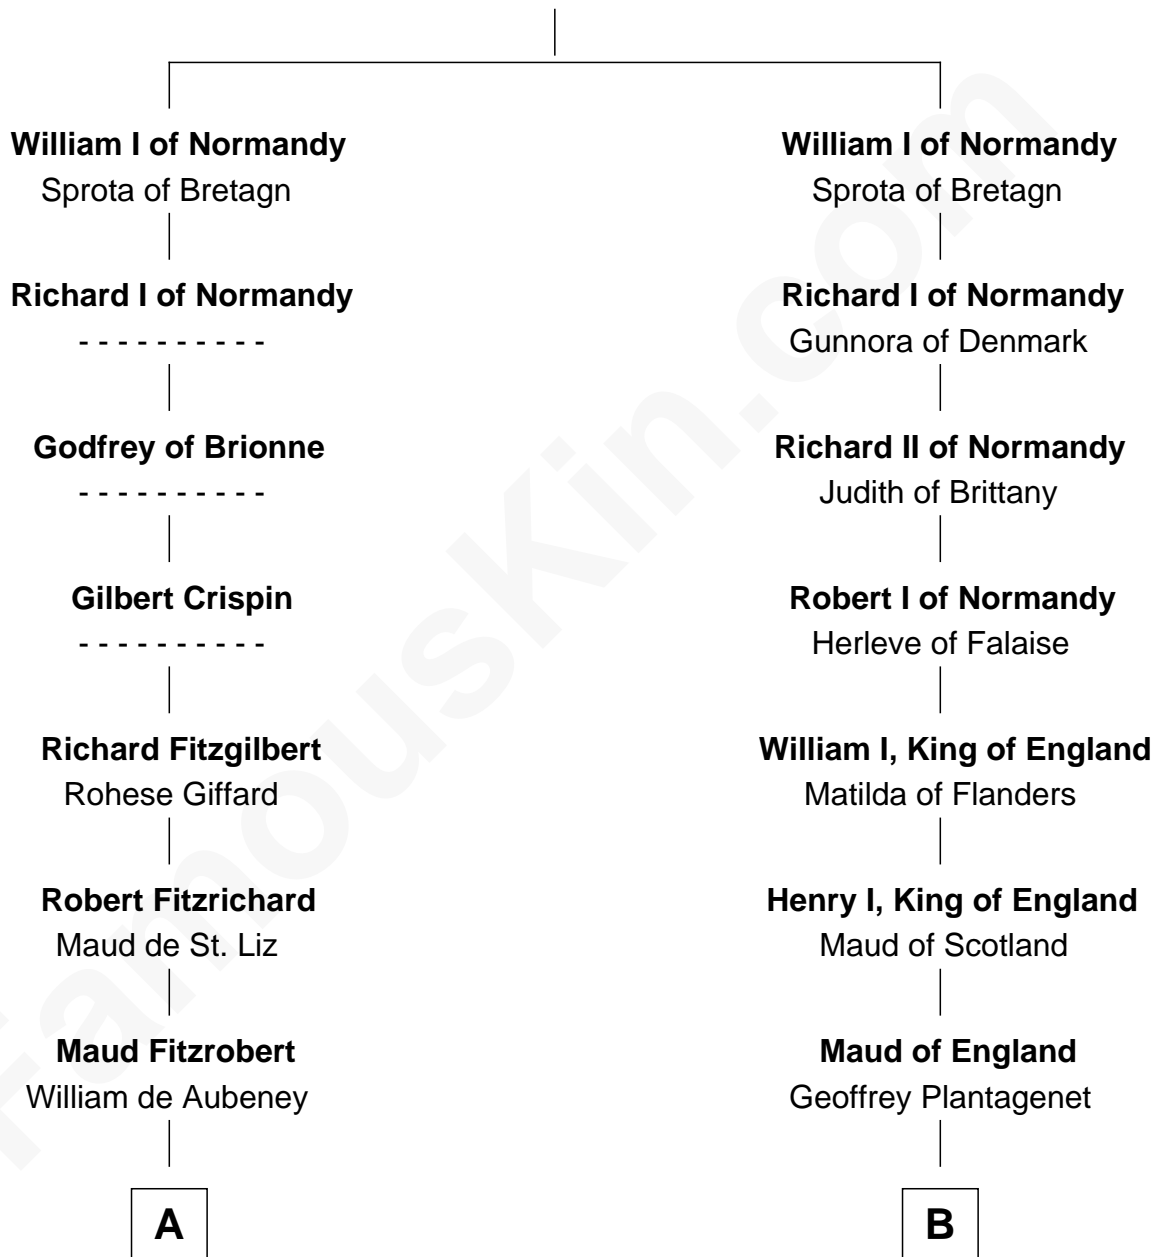 William I of Normandy
Sprota of Bretagn
Richard I of Normandy
- - - - - - - - - -
Godfrey of Brionne
- - - - - - - - - -
Gilbert Crispin
- - - - - - - - - -
Richard Fitzgilbert
Rohese Giffard
Robert Fitzrichard
Maud de St. Liz
Maud Fitzrobert
William de Aubeney
A
William I of Normandy
Sprota of Bretagn
Richard I of Normandy
Gunnora of Denmark
Richard II of Normandy
Judith of Brittany
Robert I of Normandy
Herleve of Falaise
William I, King of England
Matilda of Flanders
Henry I, King of England
Maud of Scotland
Maud of England
Geoffrey Plantagenet
B
FamousKin.com